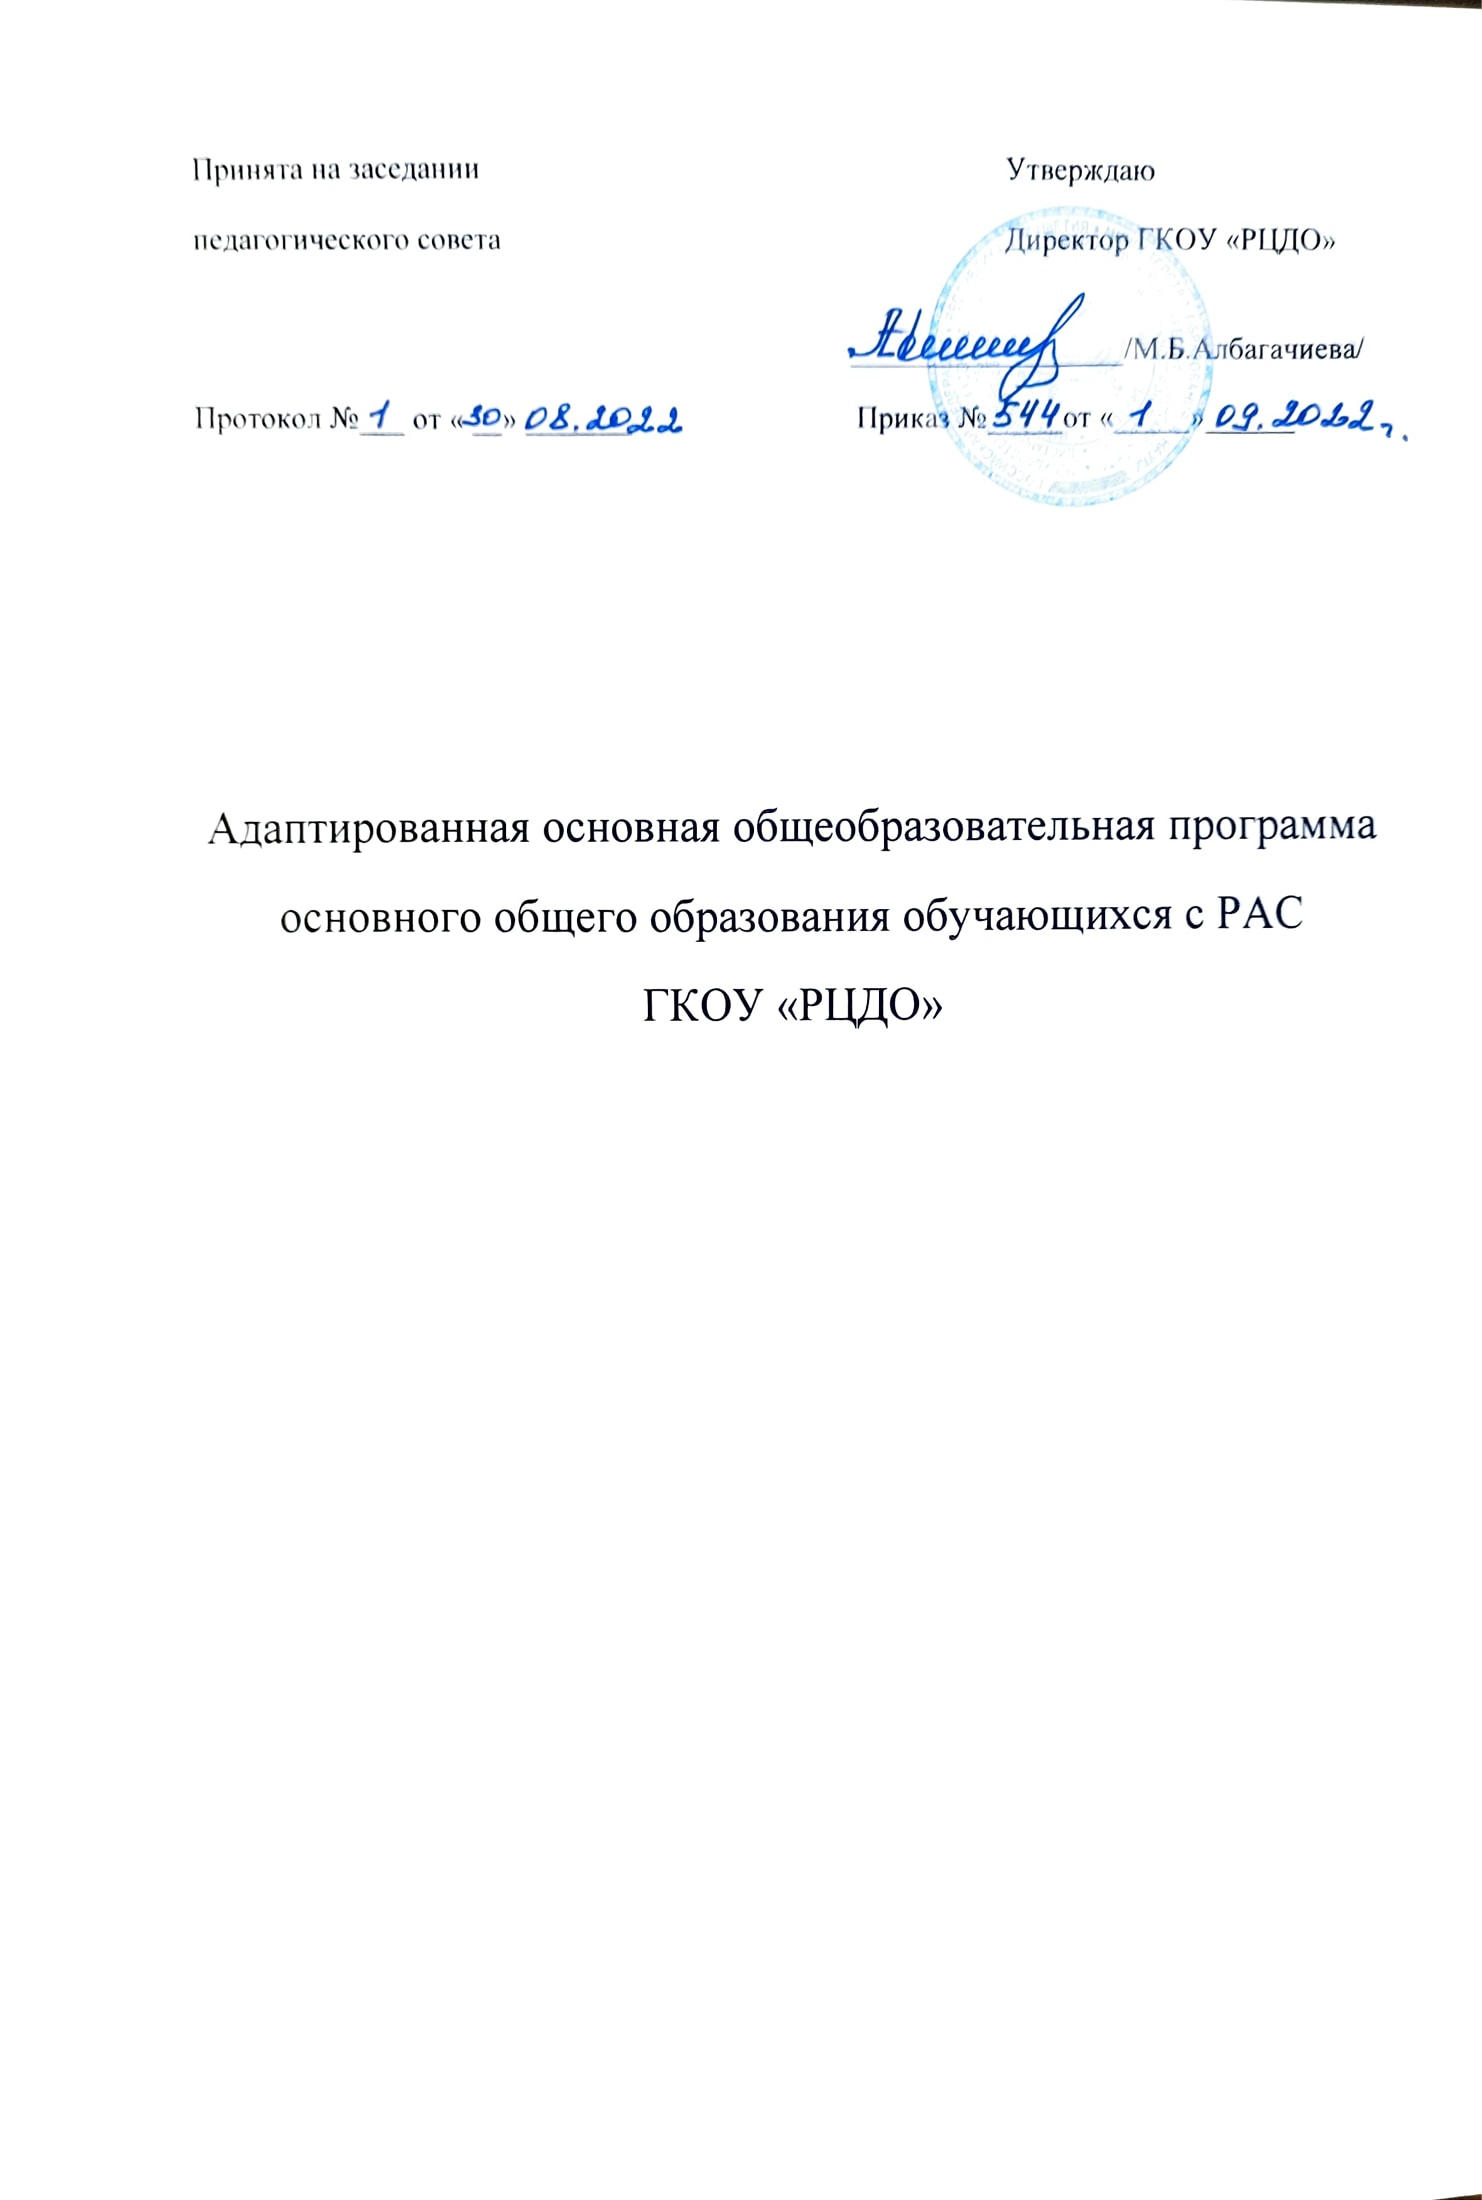 Принята на заседании
педагогического совета
Протокол № 1 от «30» 08.2022
Утверждаю
Директор ГКОУ «РЦДО»
/М.Б.Албагачиева/
Приказ № 544 от « 1 » 09.2022г.
Адаптированная основная общеобразовательная программа
основного общего образования обучающихся с РАС
ГКОУ «РЦДО»